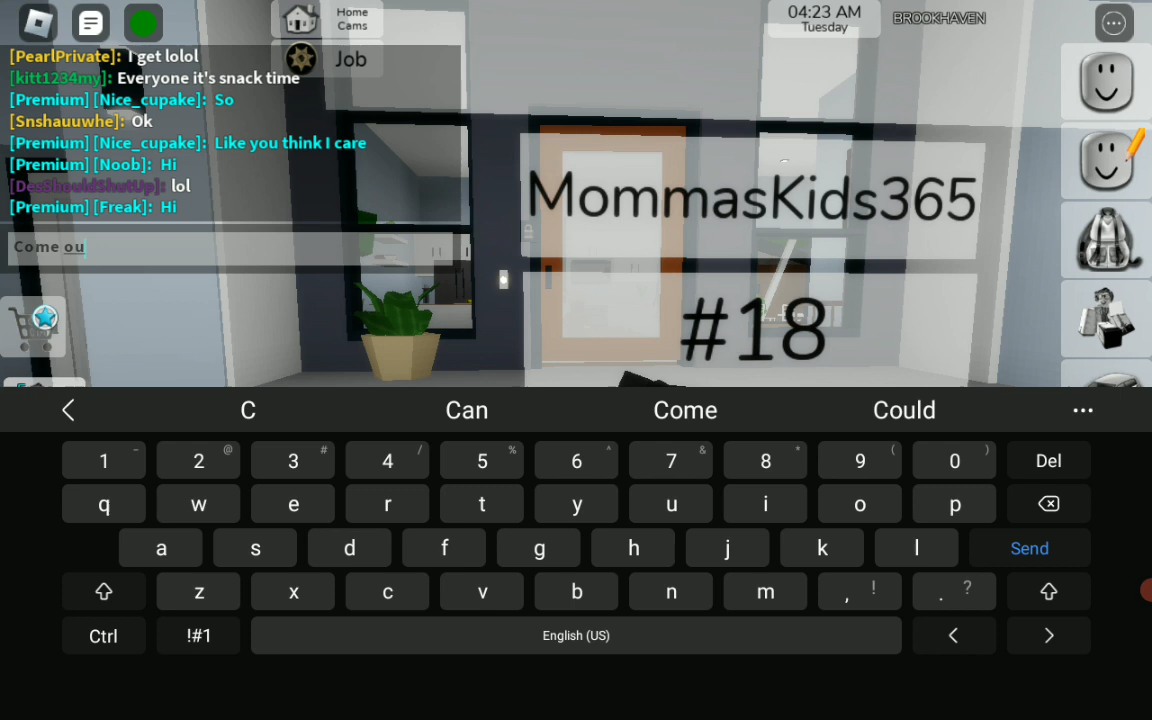 Home
Cams
04:23 AM
Tuesday
BROOKHAVEN
Job
[PearlPrivate]: I get lolol
[kitt1234my]: Everyone it's snack time
[Premium] [Nice_cupake]: So
[Snshauuwhe]: Ok
[Premium] [Nice_cupake]: Like you think I care
[Premium] [Noob]: Hi
[DesShouldShutUp]: lol
[Premium] [Freak]: Hi
Come ou
MommasKids365
#18
C Can Come Could
1 - 2 @ 3 # 4 / 5 % 6 ^ 7 & 8 * 9 ( 0 ) Del
q w e r t y u i o p
a s d f g h j k l Send
z x c v b n m , ! . ?
Ctrl !#1 English (US) < >